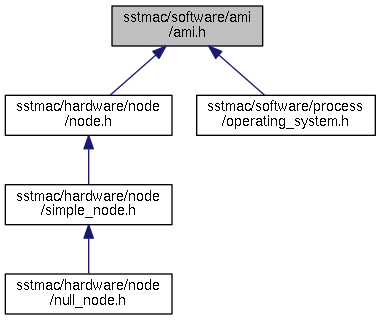 sstmac/software/ami
/ami.h
sstmac/hardware/node
/node.h
sstmac/software/process
/operating_system.h
sstmac/hardware/node
/simple_node.h
sstmac/hardware/node
/null_node.h